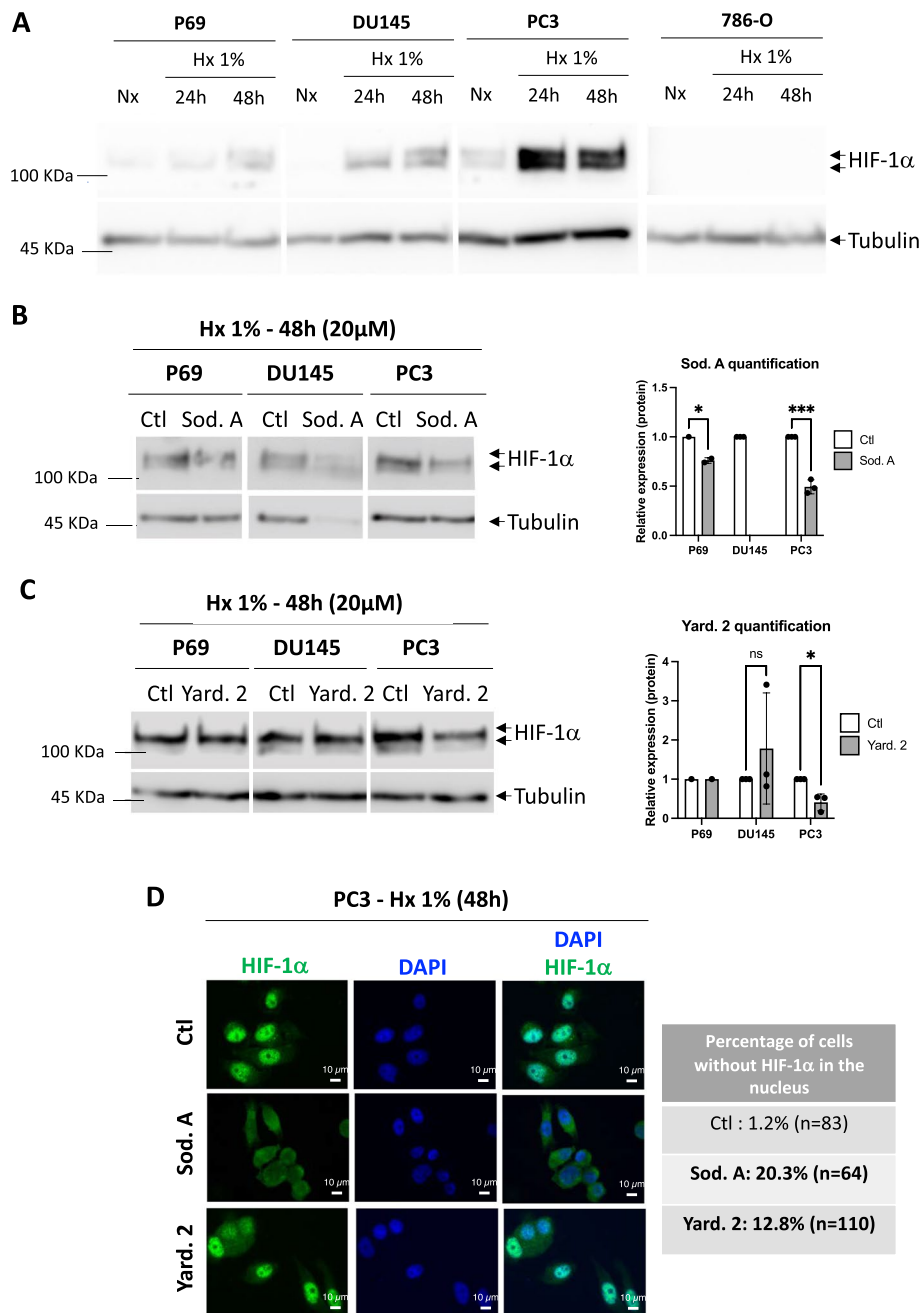 A
P69
DU145
PC3
786-O
Hx 1%
Hx 1%
Hx 1%
Hx 1%
Nx
24h
48h
Nx
24h
48h
Nx
24h
48h
Nx
24h
48h
HIF-1α
100 KDa
Tubulin
45 KDa
B
Hx 1% - 48h (20μM)
P69
DU145
PC3
Ctl
Sod. A
Ctl
Sod. A
Ctl
Sod. A
HIF-1α
100 KDa
45 KDa
Tubulin
Sod. A quantification
Relative expression (protein)
1.5
1.0
0.5
0.0
*
***
Ctl
Sod. A
P69
DU145
PC3
C
Hx 1% - 48h (20μM)
P69
DU145
PC3
Ctl
Yard. 2
Ctl
Yard. 2
Ctl
Yard. 2
HIF-1α
100 KDa
45 KDa
Tubulin
Yard. 2 quantification
Relative expression (protein)
4
3
2
1
0
ns
*
Ctl
Yard. 2
P69
DU145
PC3
D
PC3 - Hx 1% (48h)
HIF-1α
DAPI
DAPI
HIF-1α
Ctl
10 μm
10 μm
10 μm
Sod. A
10 μm
10 μm
10 μm
Yard. 2
10 μm
10 μm
10 μm
Percentage of cells
without HIF-1α in the
nucleus
Ctl : 1.2% (n=83)
Sod. A: 20.3% (n=64)
Yard. 2: 12.8% (n=110)